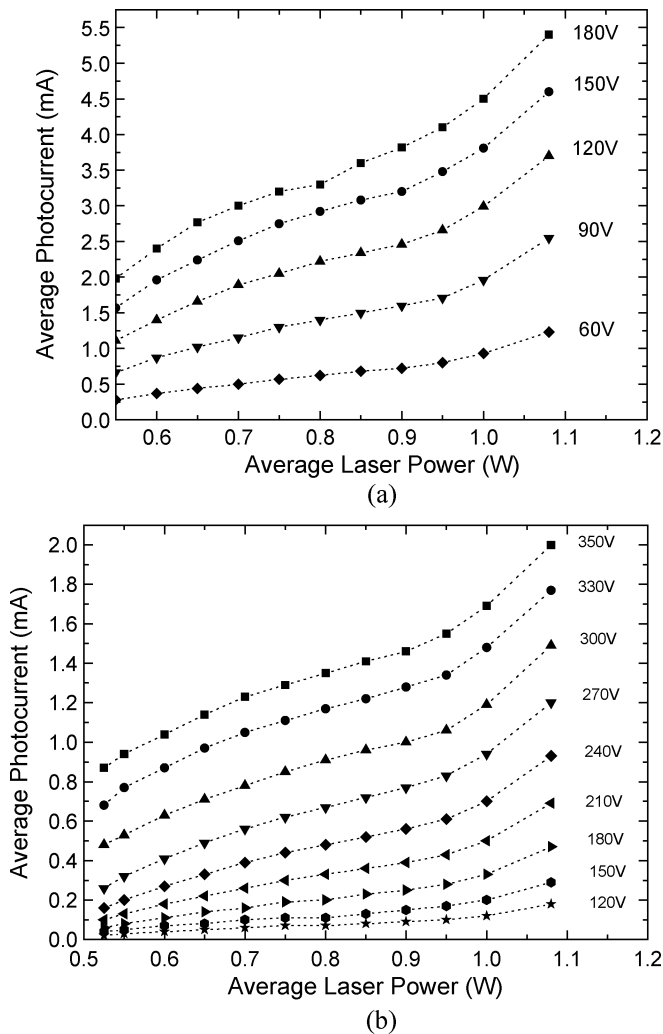 5.5
5.0
4.5
4.0
3.5
3.0
2.5
2.0
1.5
1.0
0.5
0.0
Average Photocurrent (mA)
180V
150V
120V
90V
60V
0.6 0.7 0.8 0.9 1.0 1.1 1.2
Average Laser Power (W)
(a)
2.0
1.8
1.6
1.4
1.2
1.0
0.8
0.6
0.4
0.2
0.0
Average Photocurrent (mA)
350V
330V
300V
270V
240V
210V
180V
150V
120V
0.5 0.6 0.7 0.8 0.9 1.0 1.1 1.2
Average Laser Power (W)
(b)